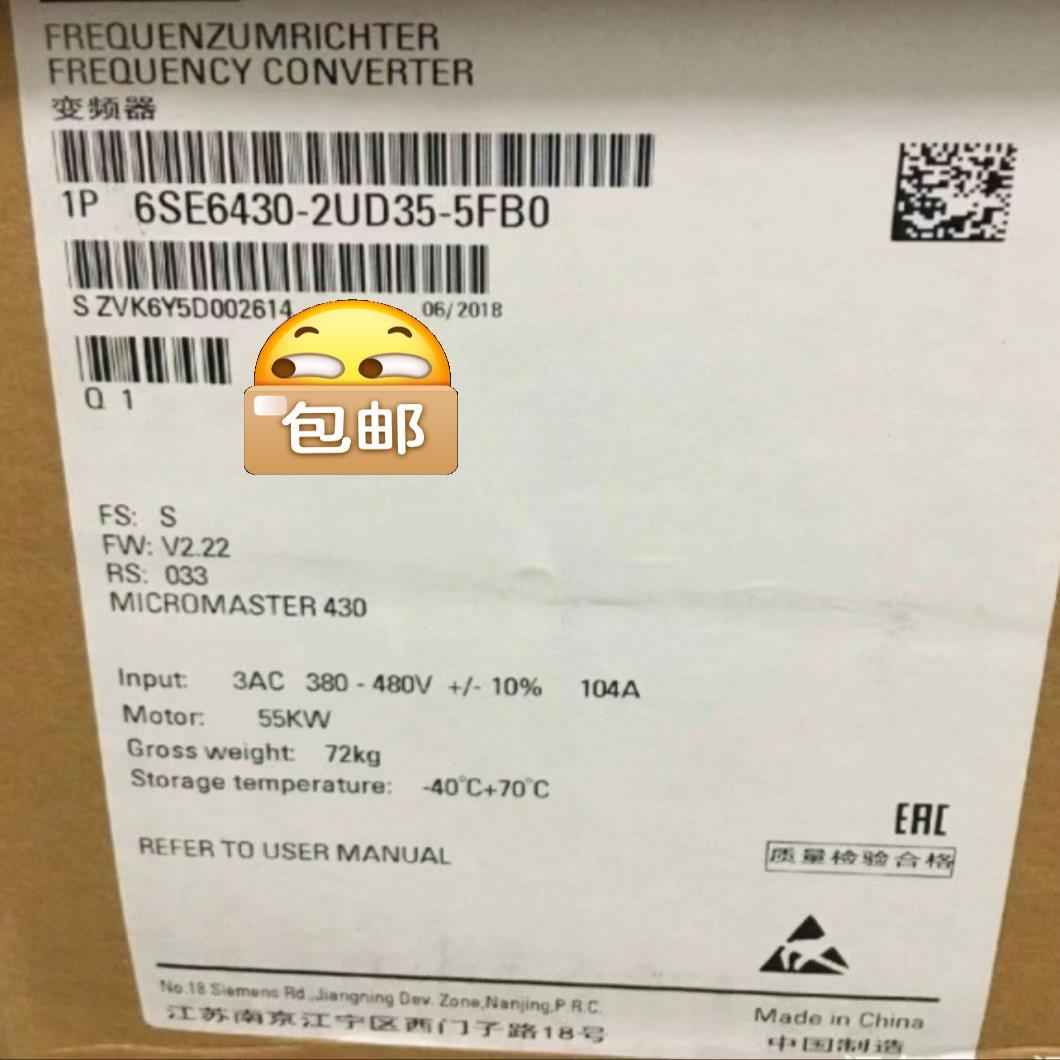 FREQUENZUMRICHTER
FREQUENCY CONVERTER
变频器
1P 6SE6430-2UD35-5FB0
S ZVK6Y5D002614 06/2018
Q 1
包邮
FS: S
FW: V2.22
RS: 033
MICROMASTER 430
Input: 3AC 380 - 480V +/- 10% 104A
Motor: 55KW
Gross weight: 72kg
Storage temperature: -40°C+70°C
REFER TO USER MANUAL
EAC
质量检验合格
No.18 Siemens Rd.,Jiangning Dev. Zone,Nanjing,P.R.C.
江苏南京江宁区西门子路18号
Made in China
中国制造